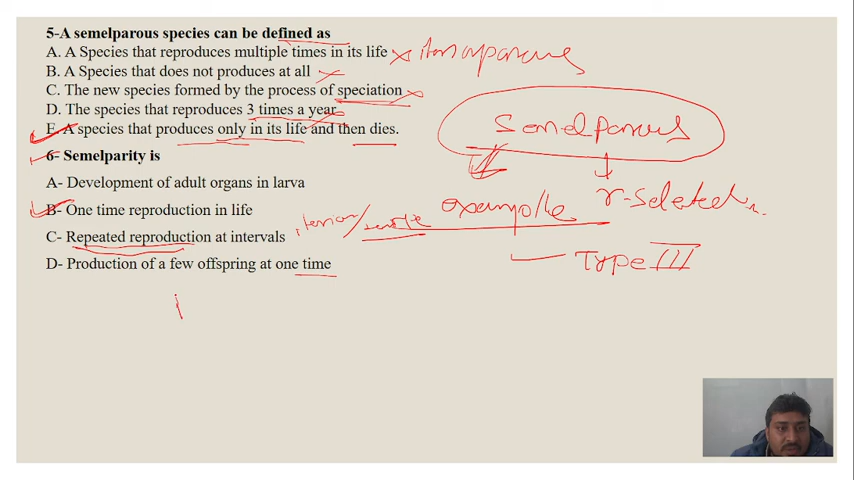 5-A semelparous species can be defined as
A. A Species that reproduces multiple times in its life
B. A Species that does not produces at all
C. The new species formed by the process of speciation
D. The species that reproduces 3 times a year
E. A species that produces only in its life and then dies.
6- Semelparity is
A- Development of adult organs in larva
B- One time reproduction in life
C- Repeated reproduction at intervals
D- Production of a few offspring at one time
Semelparous
r-selected
Type III